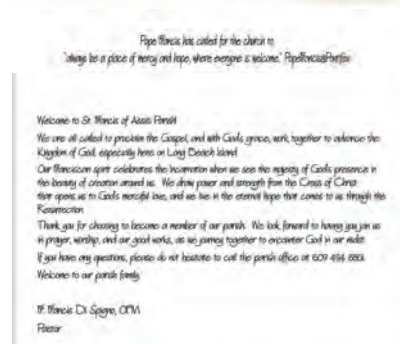 Pope Francis has called for the church to
"always be a place of mercy and hope, where everyone is welcome." PopeFrancis@Pontifex
Welcome to St. Francis of Assisi Parish!
We are all called to proclaim the Gospel, and with God's grace, work together to advance the
Kingdom of God, especially here on Long Beach Island.
Our Franciscan spirit celebrates the Incarnation when we see the majesty of God's presence in
the beauty of creation around us. We draw power and strength from the Cross of Christ
that opens us to God's merciful love, and we live in the eternal hope that comes to us through the
Resurrection.
Thank you for choosing to become a member of our parish. We look forward to having you join us
in prayer, worship, and our good works, as we journey together to encounter God in our midst.
If you have any questions, please do not hesitate to call the parish office at 609 494 8813.
Welcome to our parish family.
Fr. Francis Di Spigno, OFM
Pastor